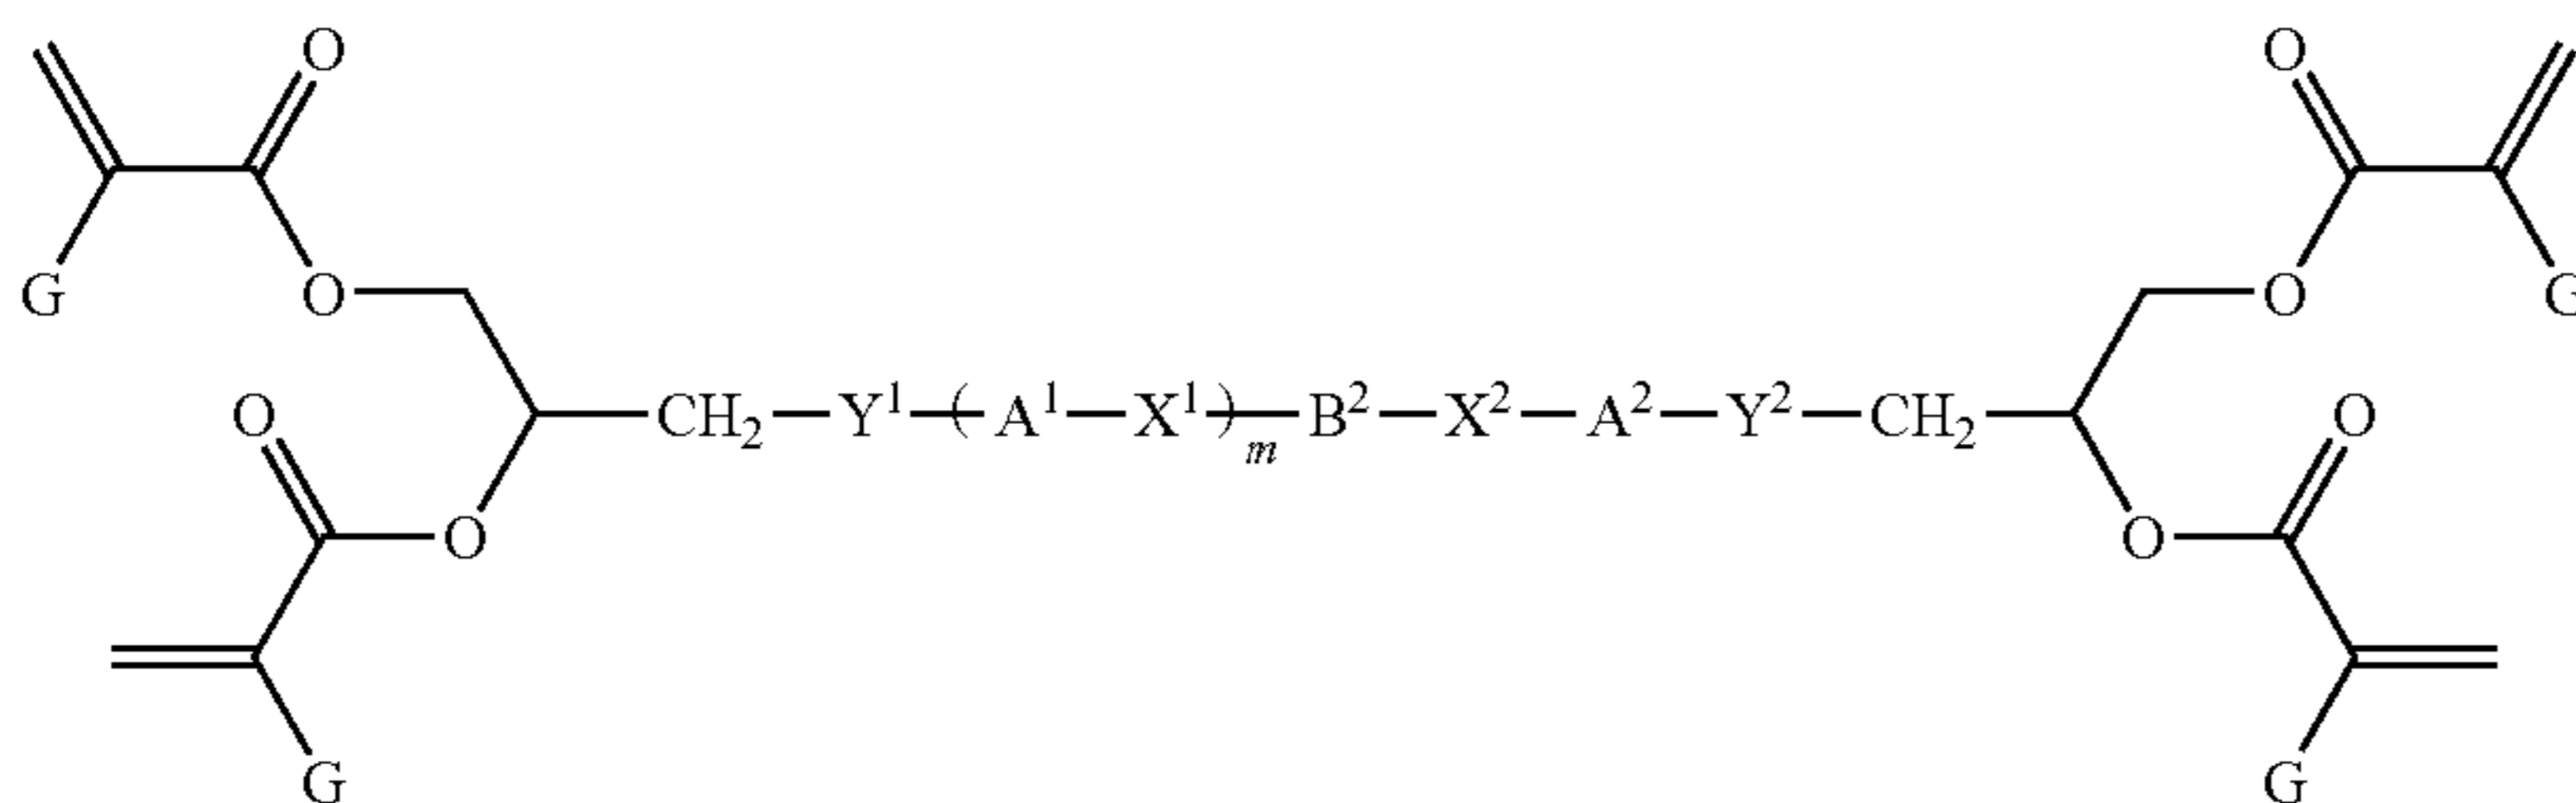 O O
G O O G
O CH₂—Y¹—(A¹—X¹)ₘ—B²—X²—A²—Y²—CH₂ O
O O
G G